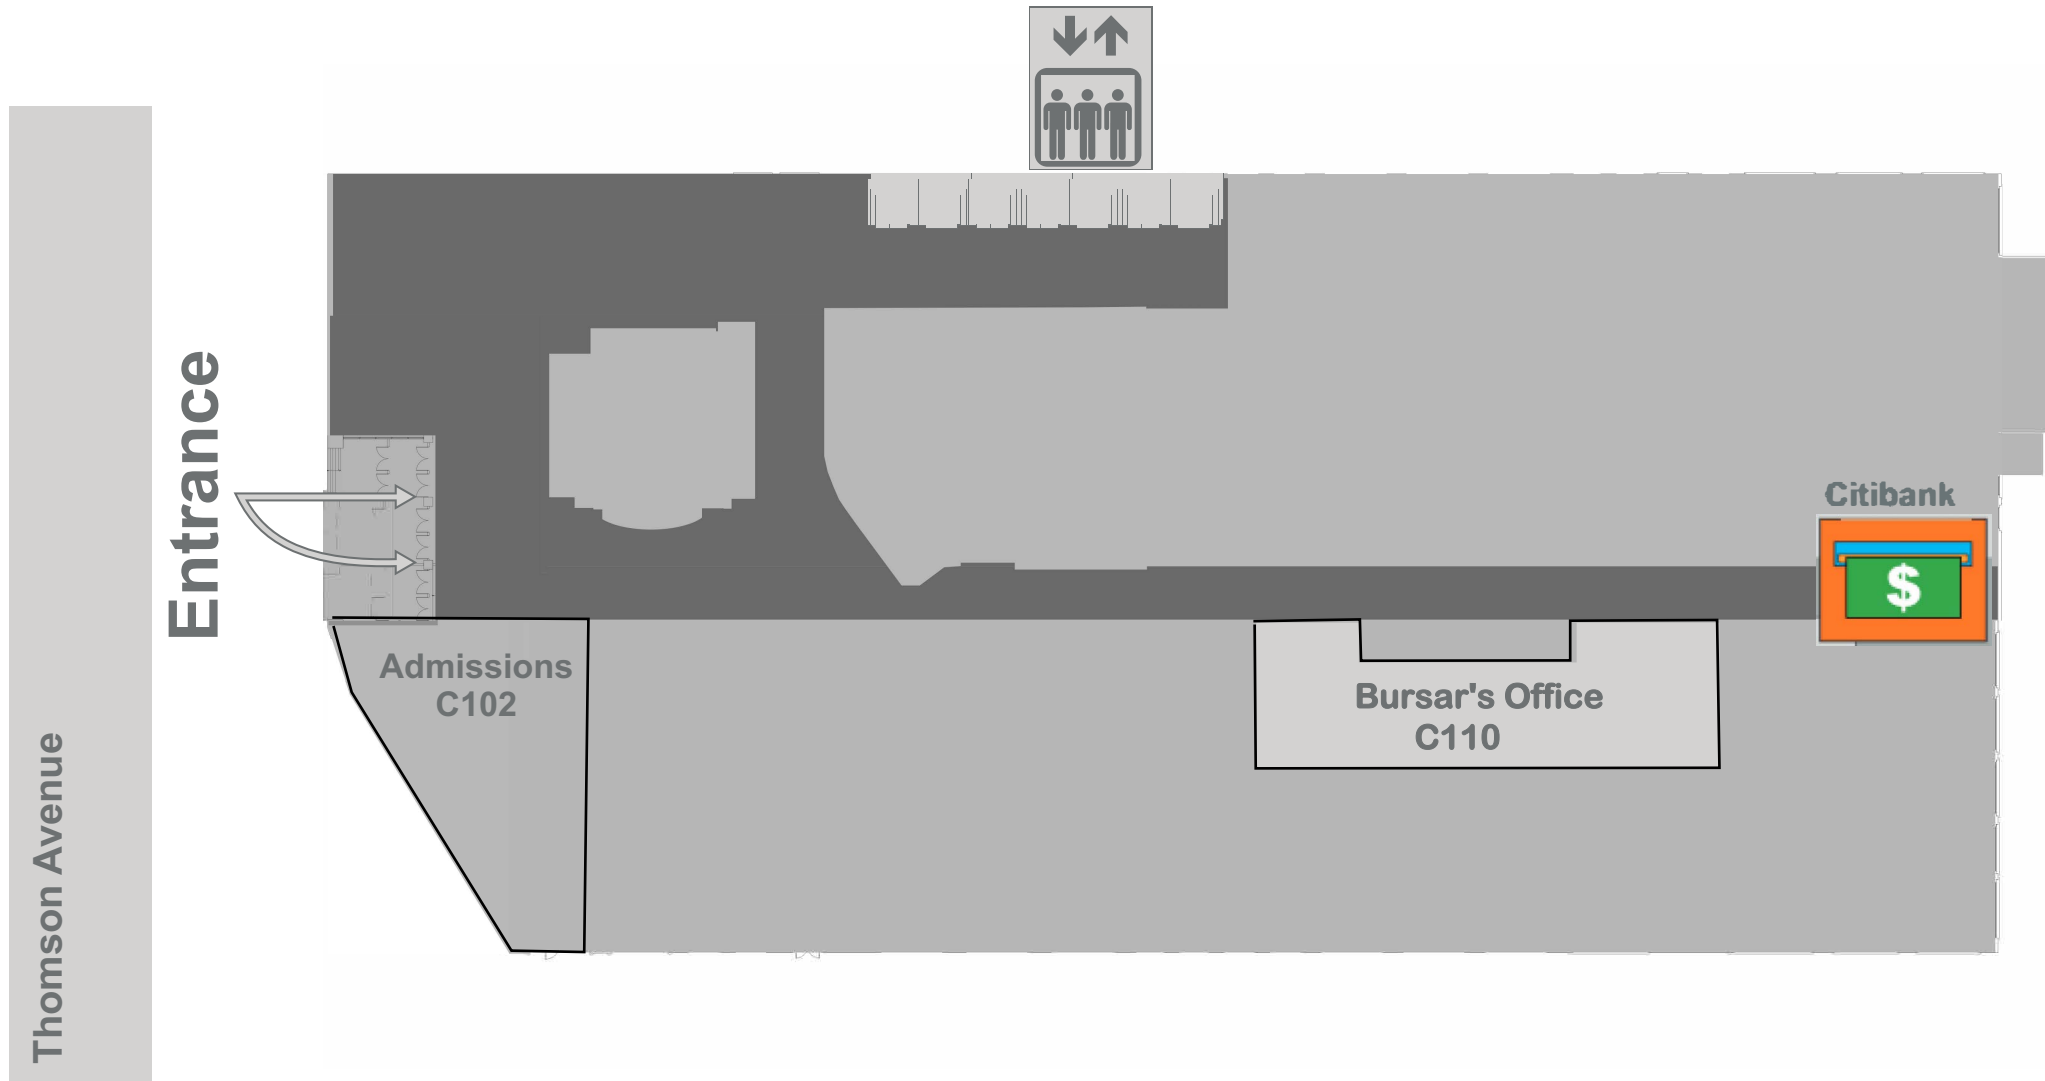 Entrance
Thomson Avenue
Admissions
C102
Citibank
$
Bursar's Office
C110